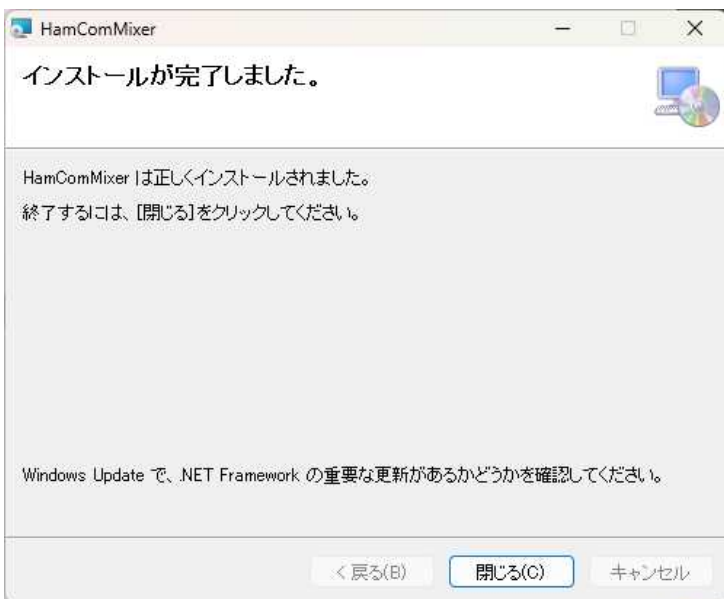 HamComMixer
インストールが完了しました。
HamComMixer は正しくインストールされました。
終了するには、[閉じる]をクリックしてください。
Windows Update で、.NET Framework の重要な更新があるかどうかを確認してください。
< 戻る(B)
閉じる(C)
キャンセル